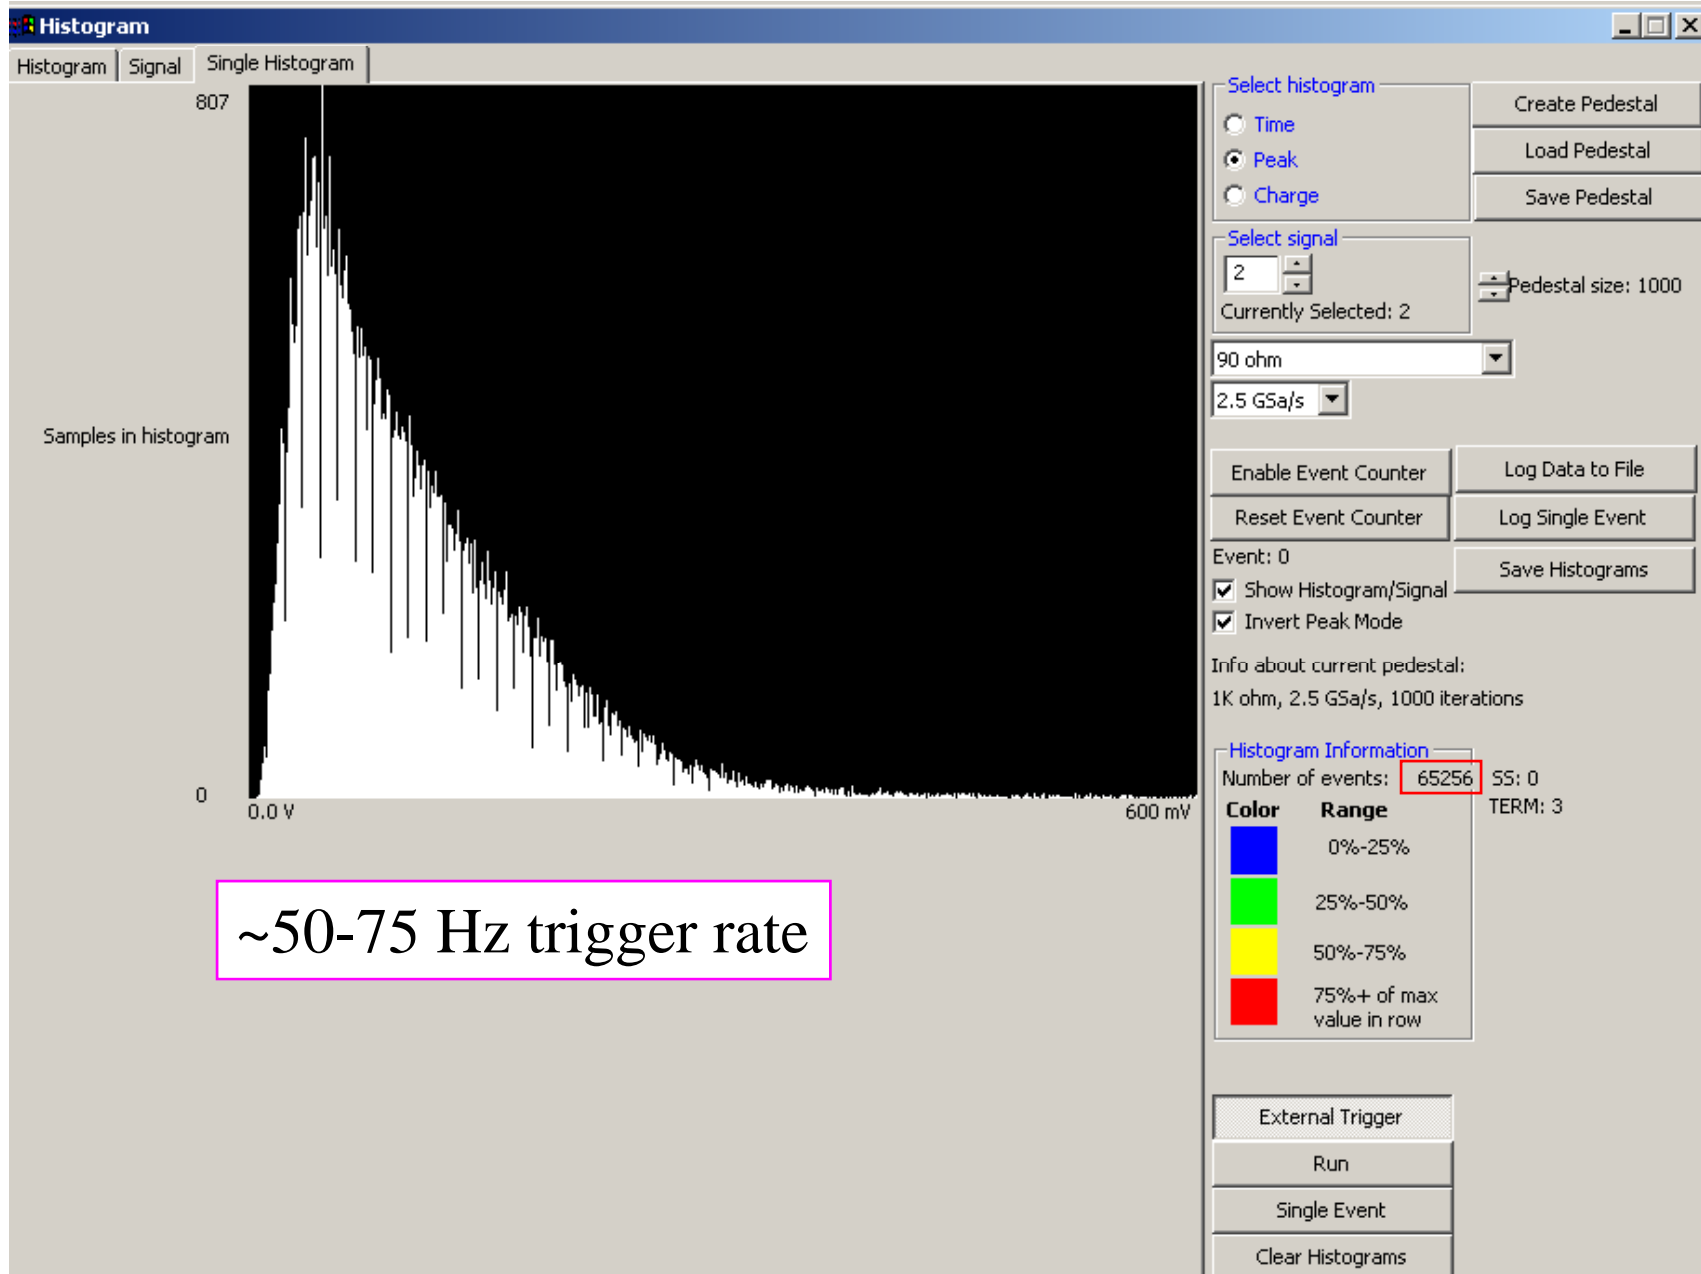 Histogram
Histogram Signal Single Histogram
807
Samples in histogram
0
0.0 V 600 mV
~50-75 Hz trigger rate
Select histogram
Time
Peak
Charge
Create Pedestal
Load Pedestal
Save Pedestal
Select signal
2
Currently Selected: 2
Pedestal size: 1000
90 ohm
2.5 GSa/s
Enable Event Counter Log Data to File
Reset Event Counter Log Single Event
Event: 0
Save Histograms
Show Histogram/Signal
Invert Peak Mode
Info about current pedestal:
1K ohm, 2.5 GSa/s, 1000 iterations
Histogram Information
Number of events: 65256 SS: 0
TERM: 3
Color Range
0%-25%
25%-50%
50%-75%
75%+ of max
value in row
External Trigger
Run
Single Event
Clear Histograms